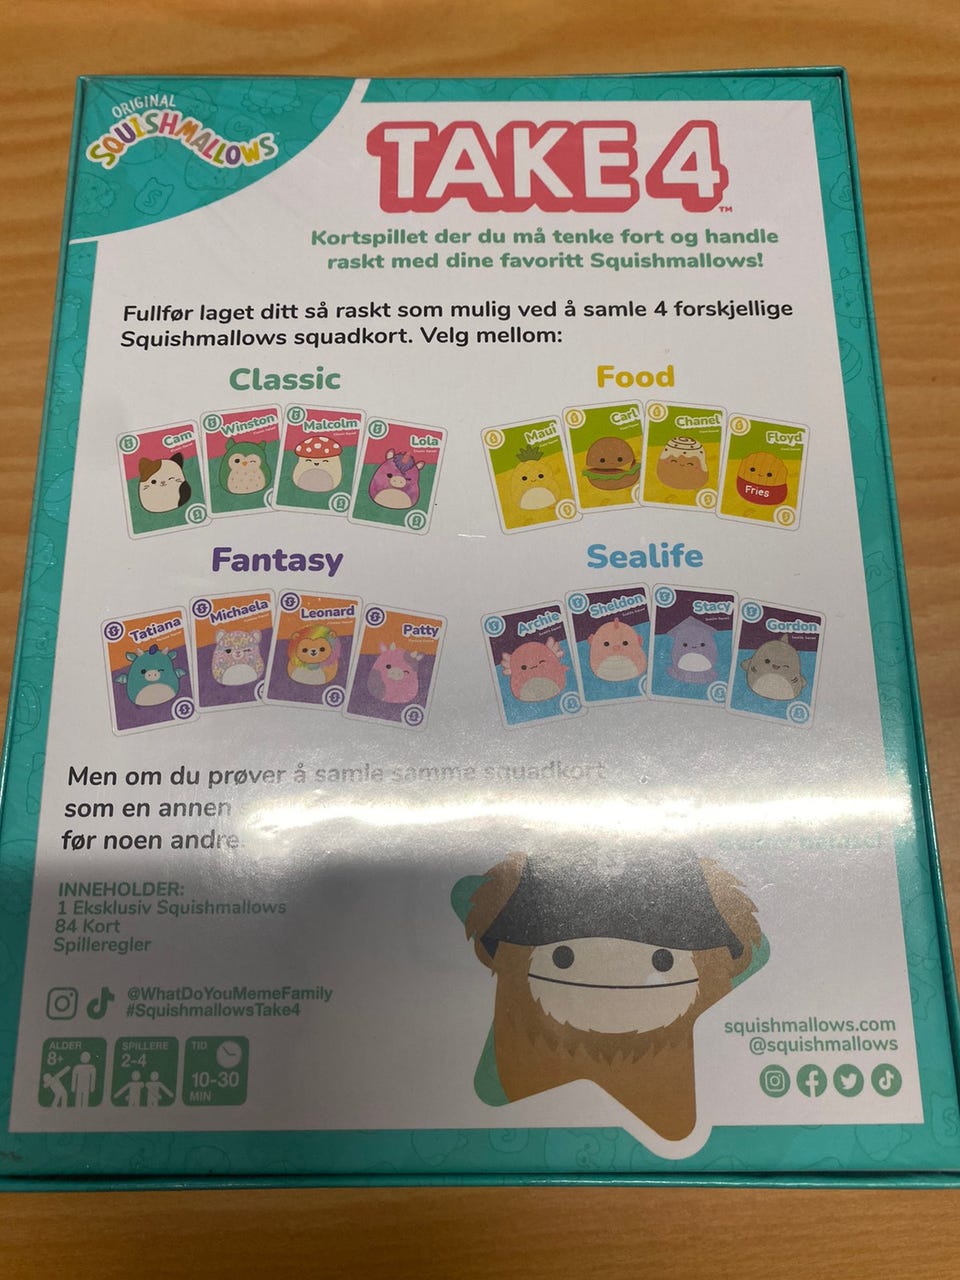 ORIGINAL
SQUISHMALLOWS
TAKE 4™
Kortspillet der du må tenke fort og handle
raskt med dine favoritt Squishmallows!
Fullfør laget ditt så raskt som mulig ved å samle 4 forskjellige
Squishmallows squadkort. Velg mellom:
Classic
Cam
Winston
Malcolm
Lola
Food
Maui
Carl
Chanel
Floyd
Fries
Fantasy
Tatiana
Michaela
Leonard
Patty
Sealife
Archie
Sheldon
Stacy
Gordon
Men om du prøver å samle samme squadkort
som en annen
før noen andre
INNEHOLDER:
1 Eksklusiv Squishmallows
84 Kort
Spilleregler
@WhatDoYouMemeFamily
#SquishmallowsTake4
ALDER
8+
SPILLERE
2-4
TID
10-30
MIN
squishmallows.com
@squishmallows